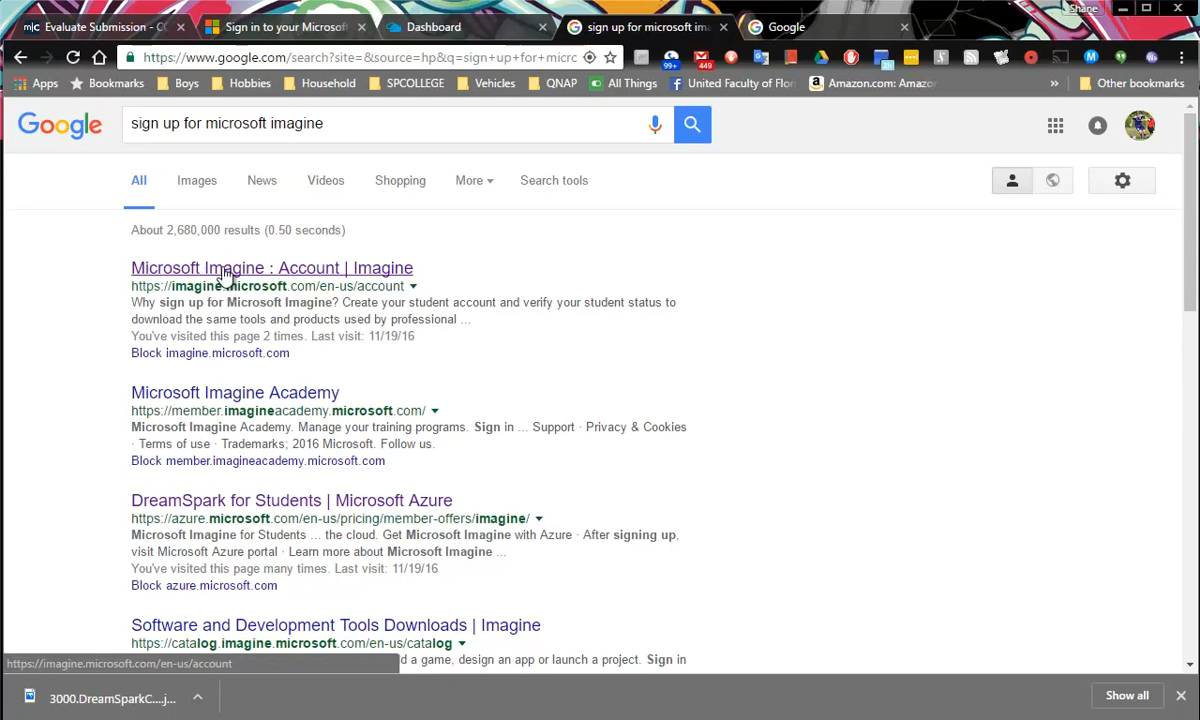 Shane
Evaluate Submission - CC
Sign in to your Microsoft
Dashboard
sign up for microsoft ima
Google
https://www.google.com/search?site=&source=hp&q=sign+up+for+micrc
99+
449
Apps
Bookmarks
Boys
Hobbies
Household
SPCOLLEGE
Vehicles
QNAP
All Things
United Faculty of Flori
Amazon.com: Amaz
»
Other bookmarks
Google
sign up for microsoft imagine
All Images News Videos Shopping More Search tools
About 2,680,000 results (0.50 seconds)
Microsoft Imagine : Account | Imagine
https://imagine.microsoft.com/en-us/account
Why sign up for Microsoft Imagine? Create your student account and verify your student status to
download the same tools and products used by professional ...
You've visited this page 2 times. Last visit: 11/19/16
Block imagine.microsoft.com
Microsoft Imagine Academy
https://member.imagineacademy.microsoft.com/
Microsoft Imagine Academy. Manage your training programs. Sign in ... Support · Privacy & Cookies
· Terms of use · Trademarks; 2016 Microsoft. Follow us.
Block member.imagineacademy.microsoft.com
DreamSpark for Students | Microsoft Azure
https://azure.microsoft.com/en-us/pricing/member-offers/imagine/
Microsoft Imagine for Students ... the cloud. Get Microsoft Imagine with Azure · After signing up,
visit Microsoft Azure portal · Learn more about Microsoft Imagine ...
You've visited this page many times. Last visit: 11/19/16
Block azure.microsoft.com
Software and Development Tools Downloads | Imagine
https://catalog.imagine.microsoft.com/en-us/catalog
d a game, design an app or launch a project. Sign in
https://imagine.microsoft.com/en-us/account
3000.DreamSparkC....j...
Show all